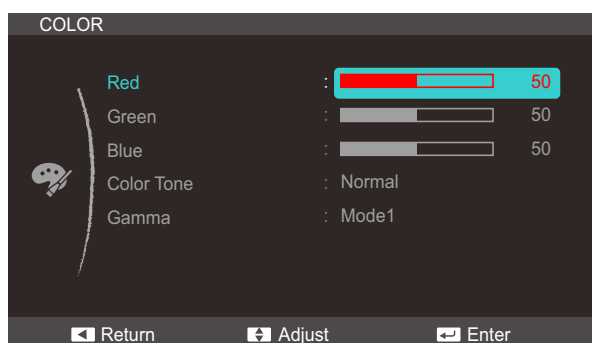 COLOR
Red : 50
Green : 50
Blue : 50
Color Tone : Normal
Gamma : Mode1
Return Adjust Enter